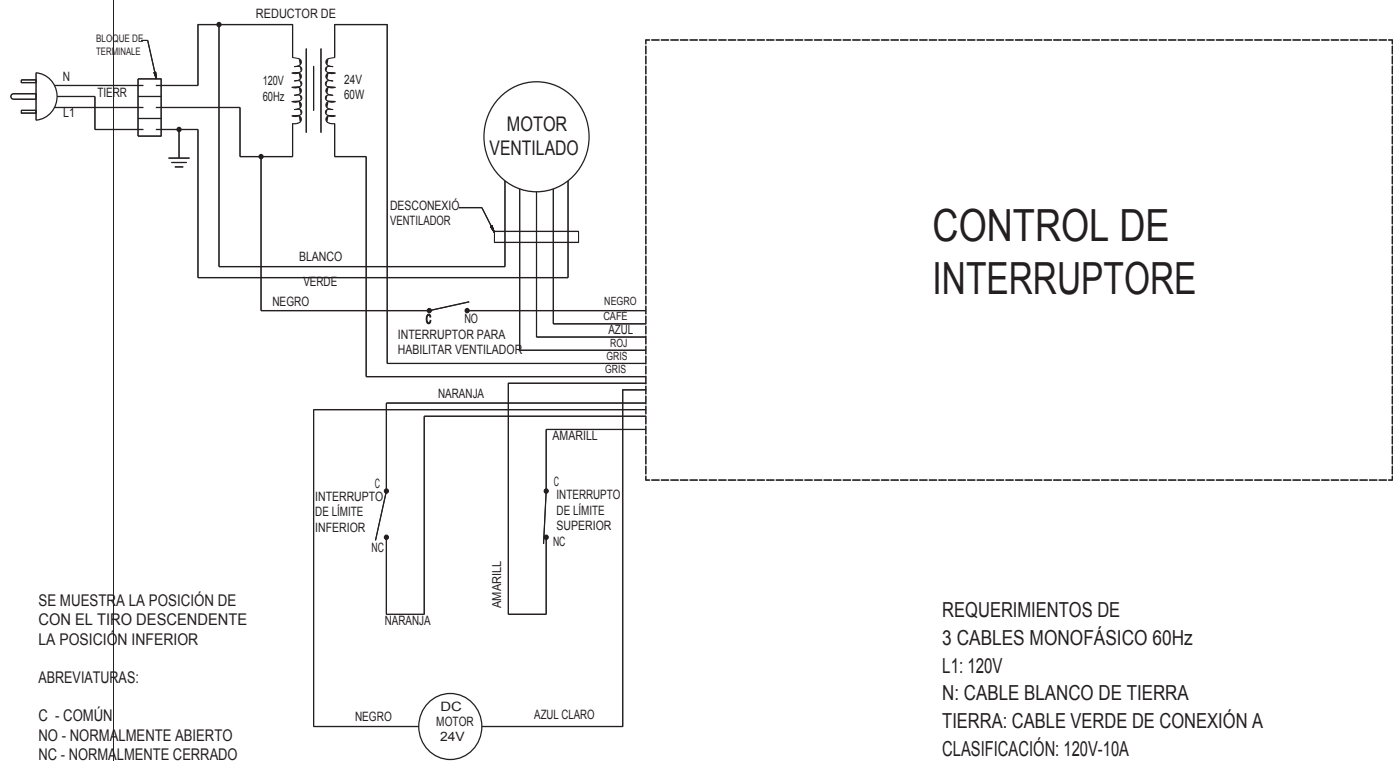 REDUCTOR DE
BLOQUE DE
TERMINALE
N
TIERR
L1
120V
60Hz
24V
60W
MOTOR
VENTILADO
DESCONEXIÓ
VENTILADOR
BLANCO
VERDE
NEGRO
C
NO
INTERRUPTOR PARA
HABILITAR VENTILADOR
NEGRO
CAFÉ
AZUL
ROJ
GRIS
GRIS
CONTROL DE
INTERRUPTORE
NARANJA
AMARILL
C
INTERRUPTO
DE LÍMITE
INFERIOR
NC
C
INTERRUPTO
DE LÍMITE
SUPERIOR
NC
NARANJA
AMARILL
NEGRO
DC
MOTOR
24V
AZUL CLARO
SE MUESTRA LA POSICIÓN DE
CON EL TIRO DESCENDENTE
LA POSICIÓN INFERIOR
ABREVIATURAS:
C - COMÚN
NO - NORMALMENTE ABIERTO
NC - NORMALMENTE CERRADO
REQUERIMIENTOS DE
3 CABLES MONOFÁSICO 60Hz
L1: 120V
N: CABLE BLANCO DE TIERRA
TIERRA: CABLE VERDE DE CONEXIÓN A
CLASIFICACIÓN: 120V-10A